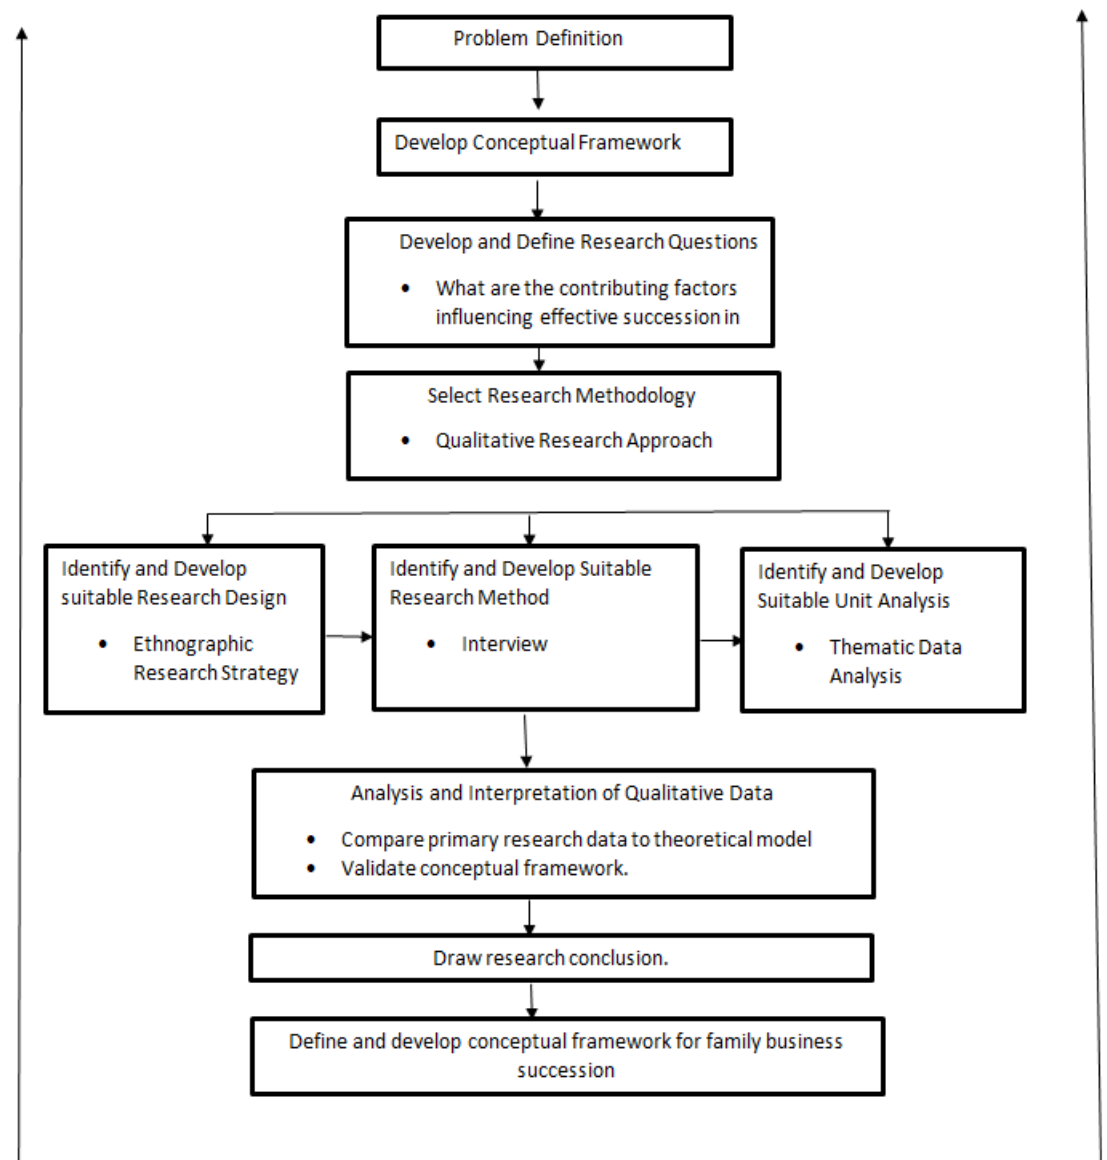 Problem Definition
Develop Conceptual Framework
Develop and Define Research Questions
• What are the contributing factors
influencing effective succession in
Select Research Methodology
• Qualitative Research Approach
Identify and Develop
suitable Research Design
• Ethnographic
Research Strategy
Identify and Develop Suitable
Research Method
• Interview
Identify and Develop
Suitable Unit Analysis
• Thematic Data
Analysis
Analysis and Interpretation of Qualitative Data
• Compare primary research data to theoretical model
• Validate conceptual framework.
Draw research conclusion.
Define and develop conceptual framework for family business
succession